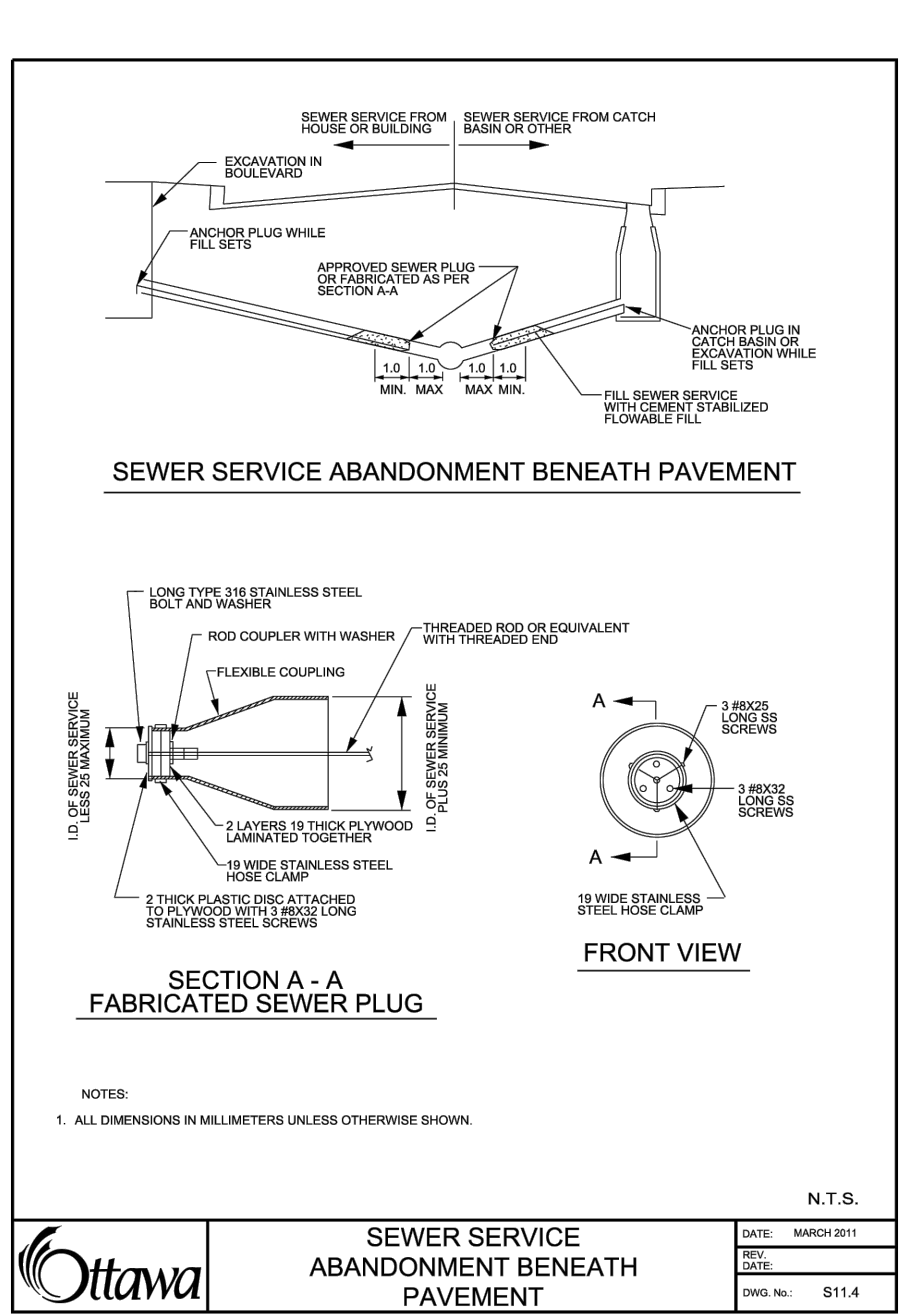 SEWER SERVICE FROM
HOUSE OR BUILDING
SEWER SERVICE FROM CATCH
BASIN OR OTHER
EXCAVATION IN
BOULEVARD
ANCHOR PLUG WHILE
FILL SETS
APPROVED SEWER PLUG
OR FABRICATED AS PER
SECTION A-A
ANCHOR PLUG IN
CATCH BASIN OR
EXCAVATION WHILE
FILL SETS
1.0
1.0
1.0
1.0
MIN.
MAX
MAX
MIN.
FILL SEWER SERVICE
WITH CEMENT STABILIZED
FLOWABLE FILL
SEWER SERVICE ABANDONMENT BENEATH PAVEMENT
LONG TYPE 316 STAINLESS STEEL
BOLT AND WASHER
ROD COUPLER WITH WASHER
THREADED ROD OR EQUIVALENT
WITH THREADED END
FLEXIBLE COUPLING
I.D. OF SEWER SERVICE
LESS 25 MAXIMUM
I.D. OF SEWER SERVICE
PLUS 25 MINIMUM
2 LAYERS 19 THICK PLYWOOD
LAMINATED TOGETHER
19 WIDE STAINLESS STEEL
HOSE CLAMP
2 THICK PLASTIC DISC ATTACHED
TO PLYWOOD WITH 3 #8X32 LONG
STAINLESS STEEL SCREWS
SECTION A - A
FABRICATED SEWER PLUG
A
3 #8X25
LONG SS
SCREWS
3 #8X32
LONG SS
SCREWS
A
19 WIDE STAINLESS
STEEL HOSE CLAMP
FRONT VIEW
NOTES:
1. ALL DIMENSIONS IN MILLIMETERS UNLESS OTHERWISE SHOWN.
N.T.S.
Ottawa
SEWER SERVICE
ABANDONMENT BENEATH
PAVEMENT
DATE: MARCH 2011
REV.
DATE:
DWG. No.: S11.4